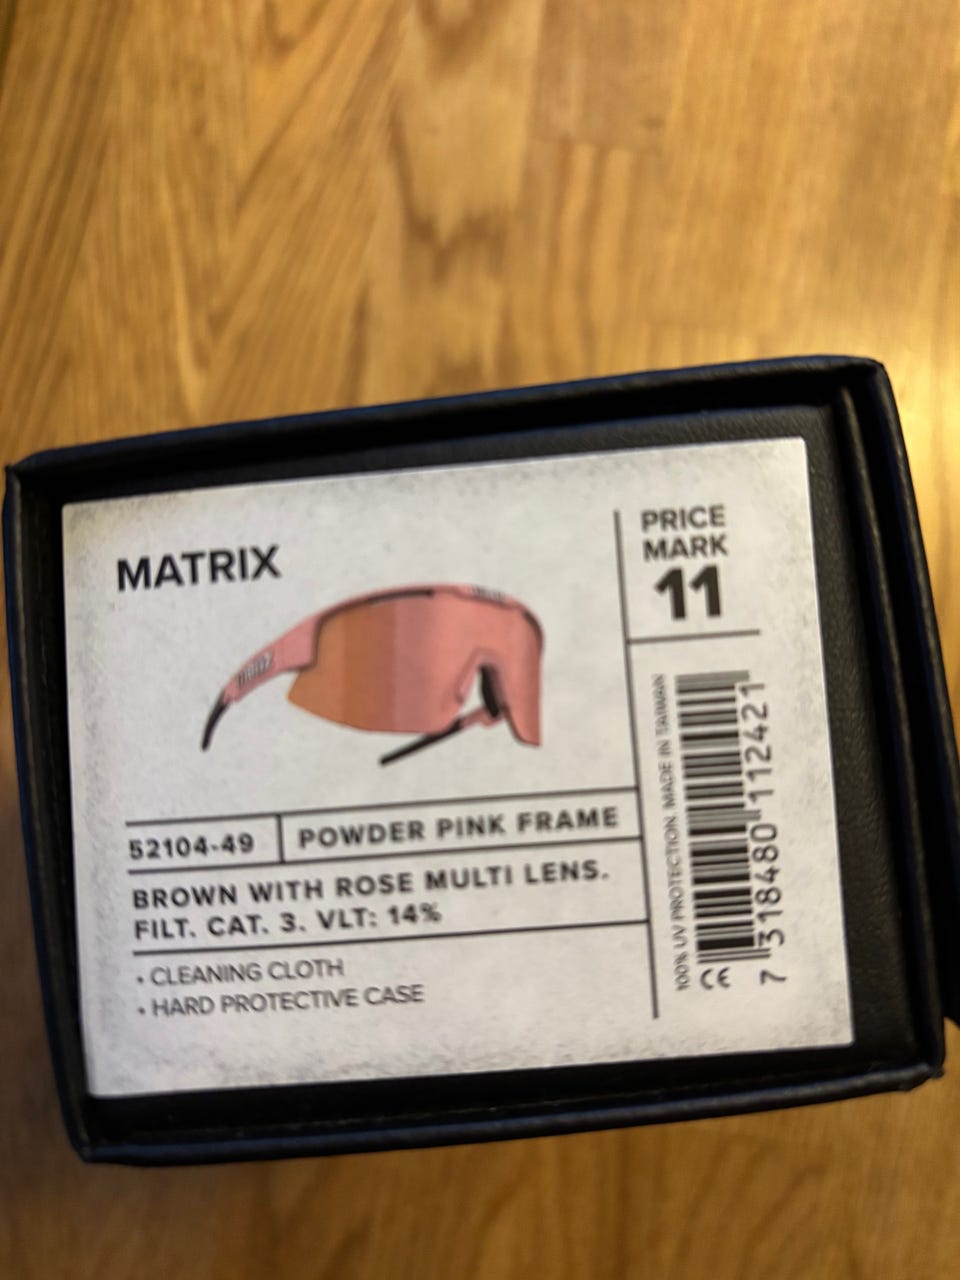 MATRIX
PRICE
MARK
11
52104-49
POWDER PINK FRAME
BROWN WITH ROSE MULTI LENS.
FILT. CAT. 3. VLT: 14%
• CLEANING CLOTH
• HARD PROTECTIVE CASE
100% UV PROTECTION. MADE IN TAIWAN
CE
7 318480 112421